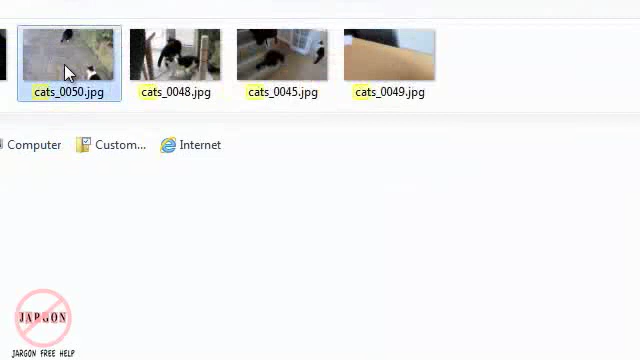 cats_0050.jpg cats_0048.jpg cats_0045.jpg cats_0049.jpg
Computer Custom... Internet
JARGON
JARGON FREE HELP